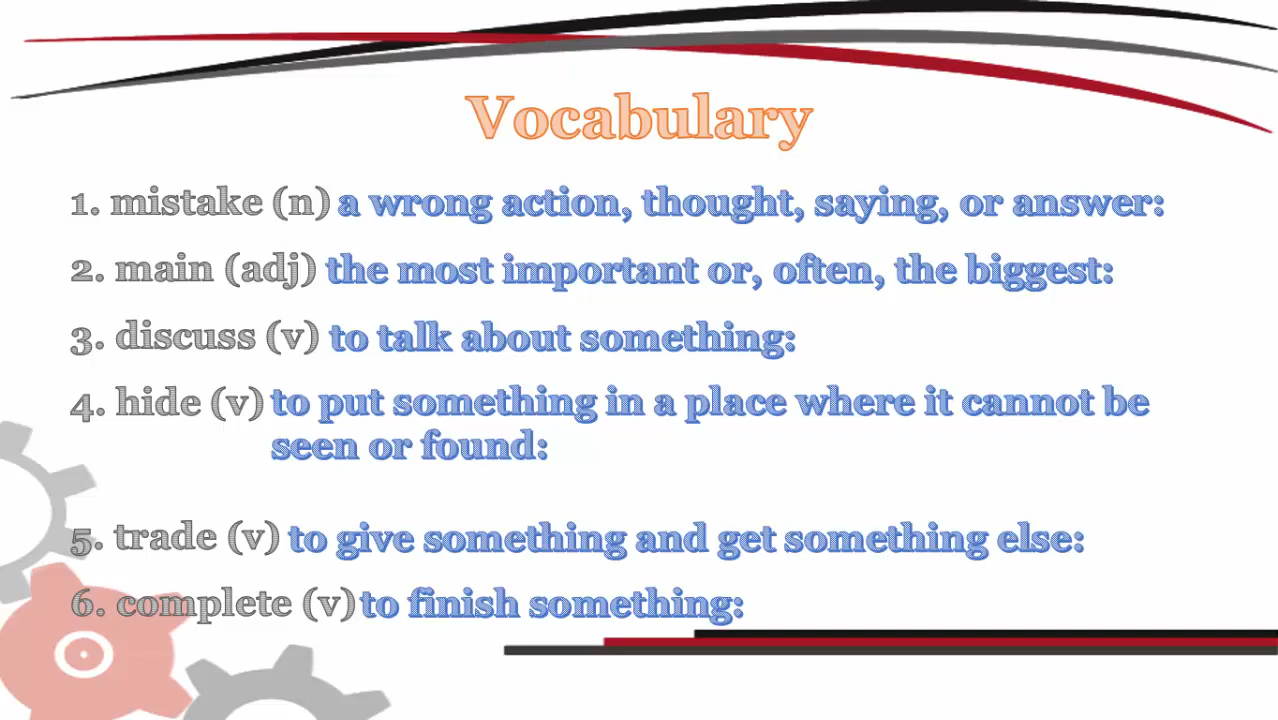 Vocabulary
1. mistake (n) a wrong action, thought, saying, or answer:
2. main (adj) the most important or, often, the biggest:
3. discuss (v) to talk about something:
4. hide (v) to put something in a place where it cannot be
seen or found:
5. trade (v) to give something and get something else:
6. complete (v) to finish something: